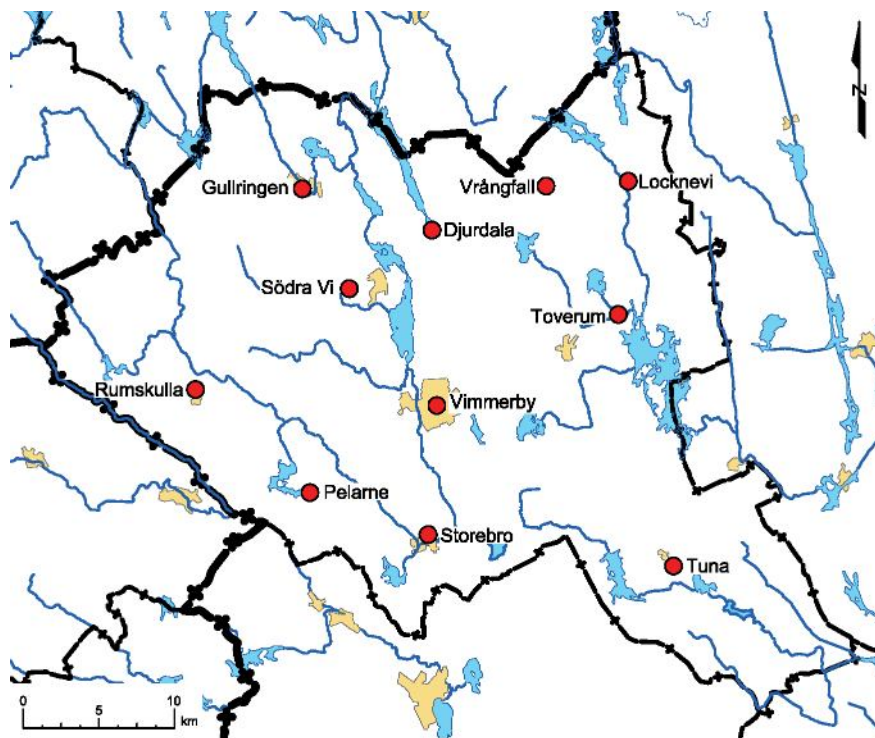 Z
Gullringen
Vrångfall
Locknevi
Djurdala
Södra Vi
Toverum
Rumskulla
Vimmerby
Pelarne
Storebro
Tuna
0 5 10
km